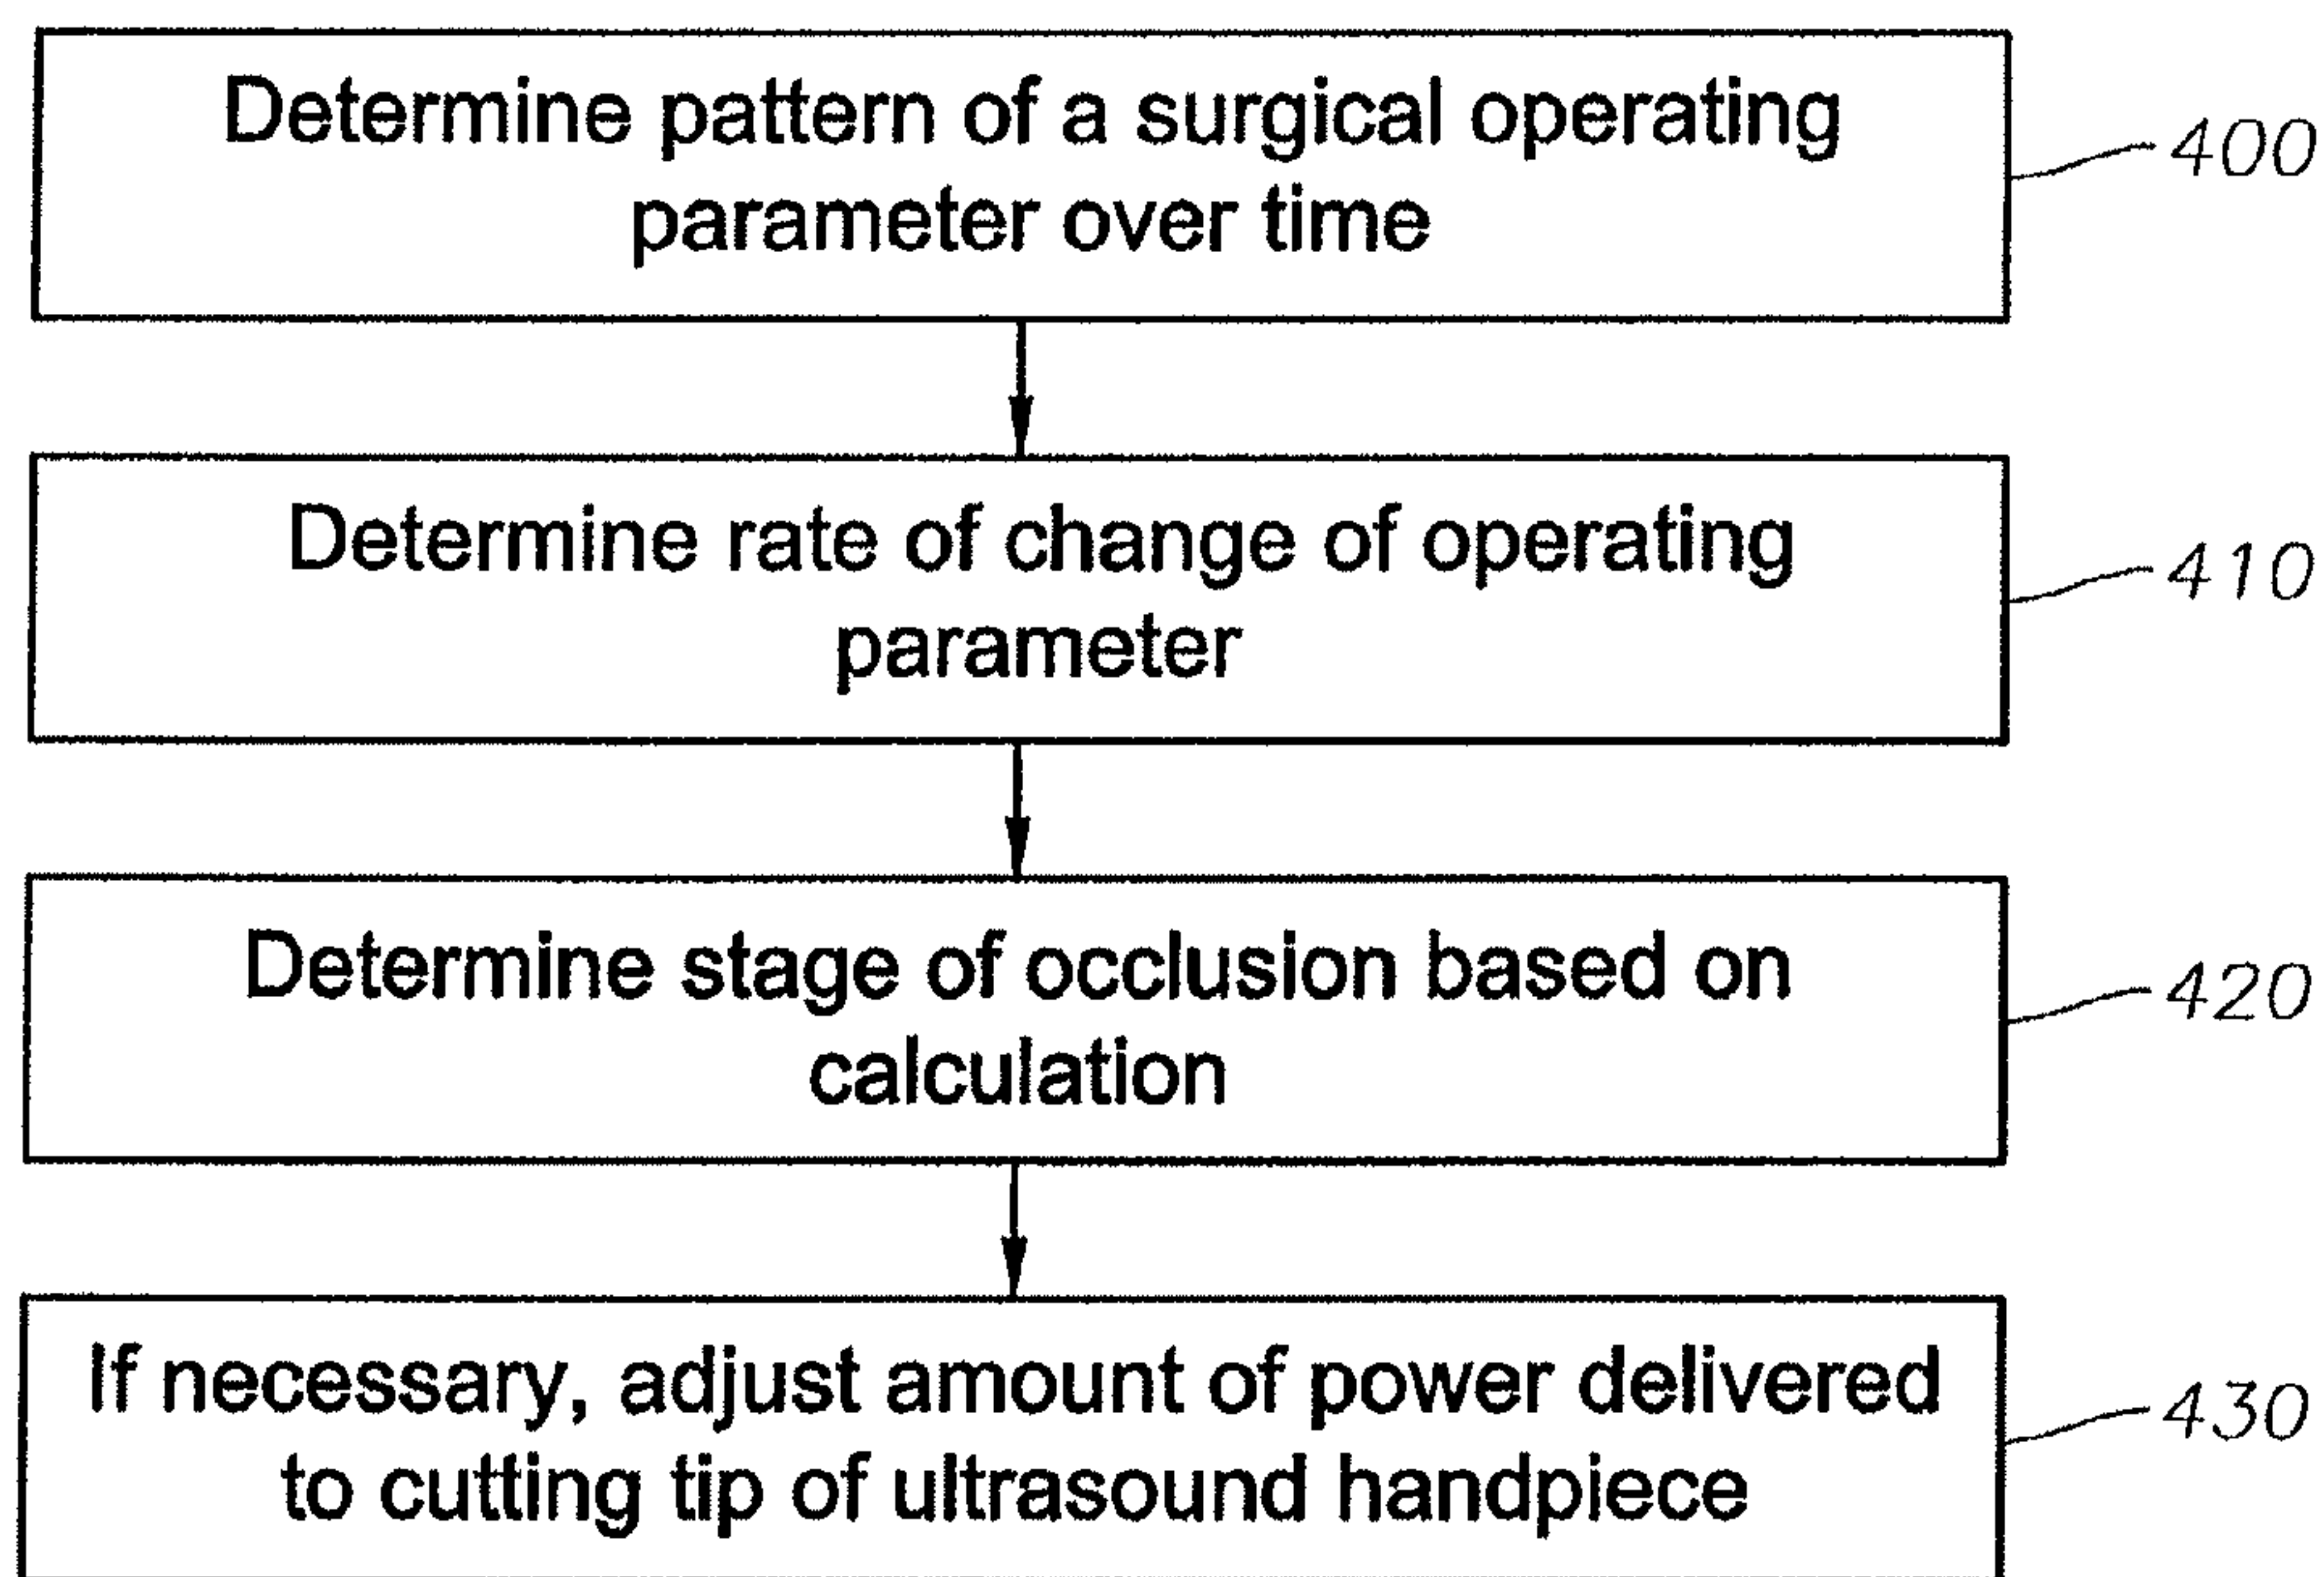 Determine pattern of a surgical operating
parameter over time
400
Determine rate of change of operating
parameter
410
Determine stage of occlusion based on
calculation
420
If necessary, adjust amount of power delivered
to cutting tip of ultrasound handpiece
430